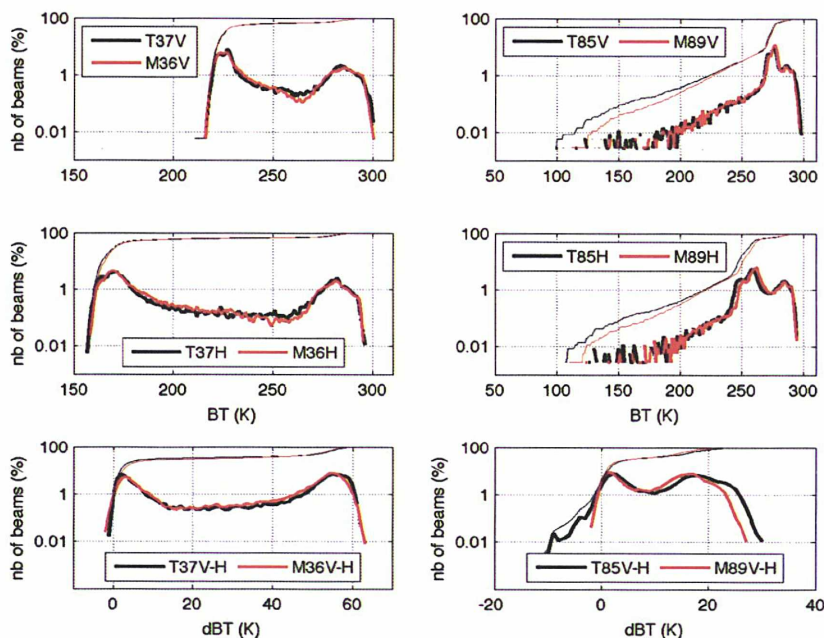 nb of beams (%)
100
1
0.01
T37V
M36V
150 200 250 300
nb of beams (%)
100
1
0.01
T85V M89V
50 100 150 200 250 300
nb of beams (%)
100
1
0.01
T37H M36H
150 200 250 300
BT (K)
nb of beams (%)
100
1
0.01
T85H M89H
50 100 150 200 250 300
BT (K)
nb of beams (%)
100
1
0.01
T37V-H M36V-H
0 20 40 60
dBT (K)
nb of beams (%)
100
1
0.01
T85V-H M89V-H
-20 0 20 40
dBT (K)